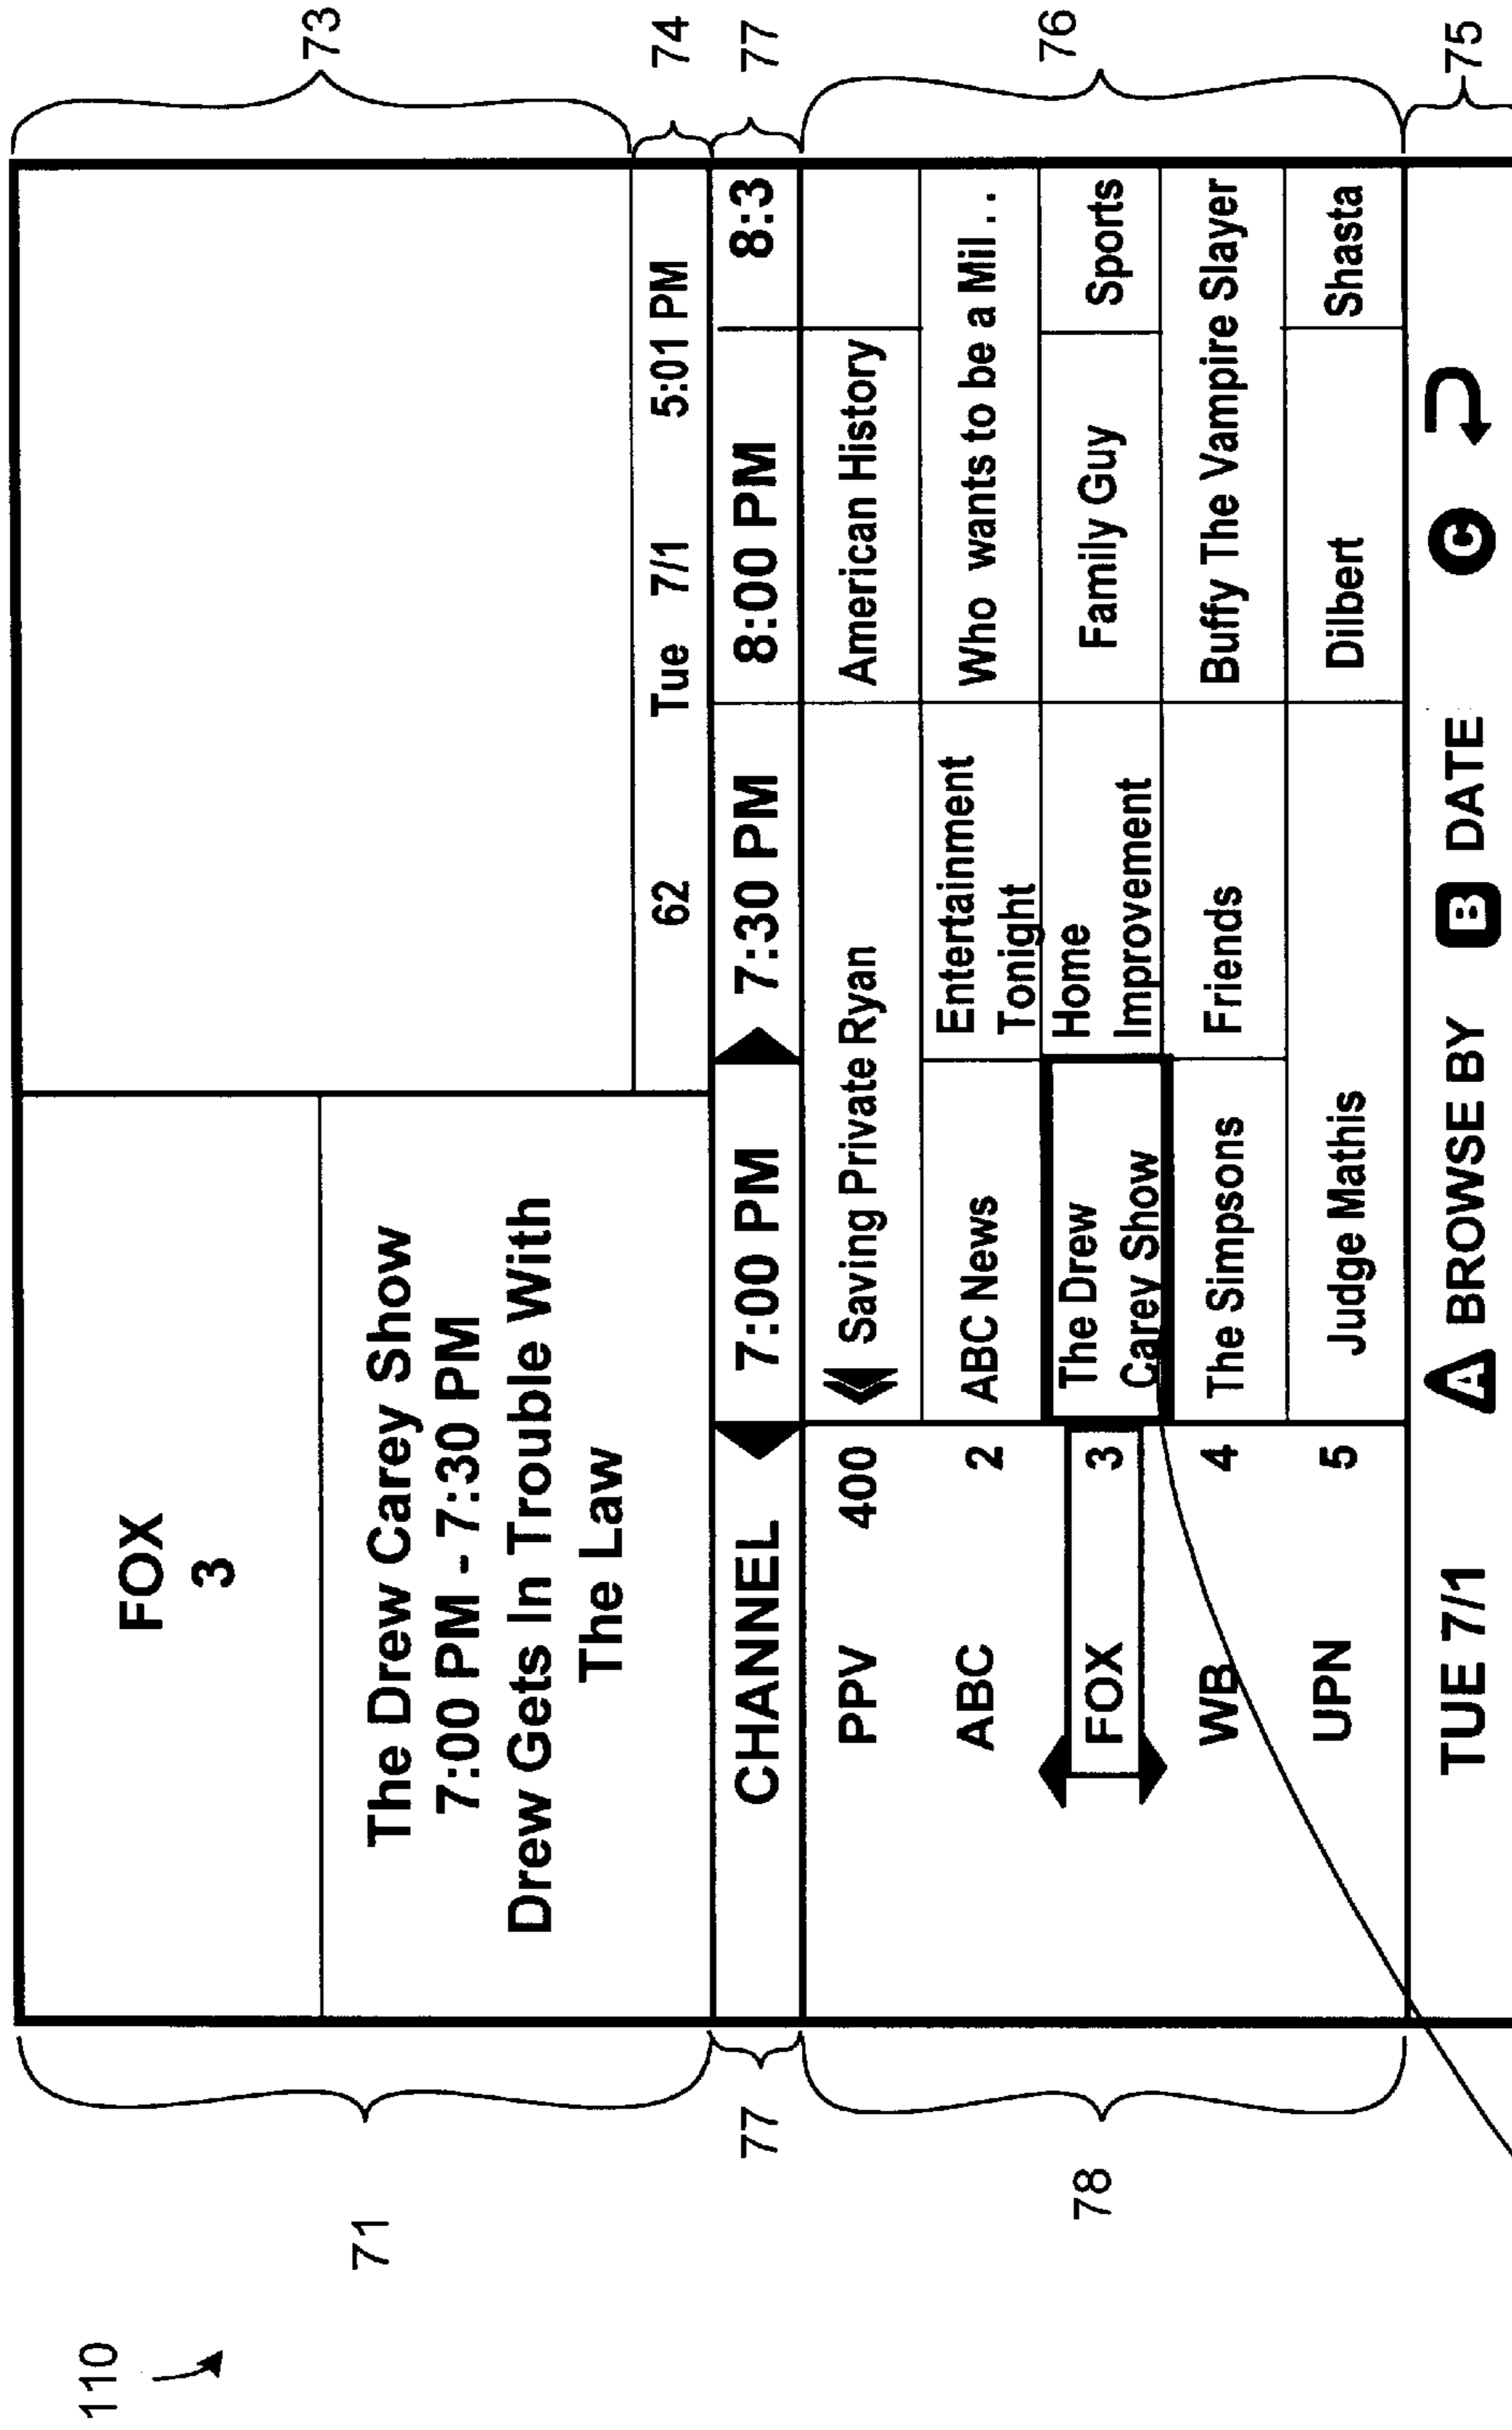 110
71
77
78
73
74
77
76
75
FOX
3
The Drew Carey Show
7:00 PM - 7:30 PM
Drew Gets In Trouble With
The Law
62 Tue 7/1 5:01 PM
CHANNEL 7:00 PM 7:30 PM 8:00 PM 8:3
PPV 400 Saving Private Ryan American History
ABC 2 ABC News Entertainment Tonight Who wants to be a Mil . .
FOX 3 The Drew Carey Show Home Improvement Family Guy Sports
WB 4 The Simpsons Friends Buffy The Vampire Slayer
UPN 5 Judge Mathis Dilbert Shasta
TUE 7/1 A BROWSE BY B DATE C